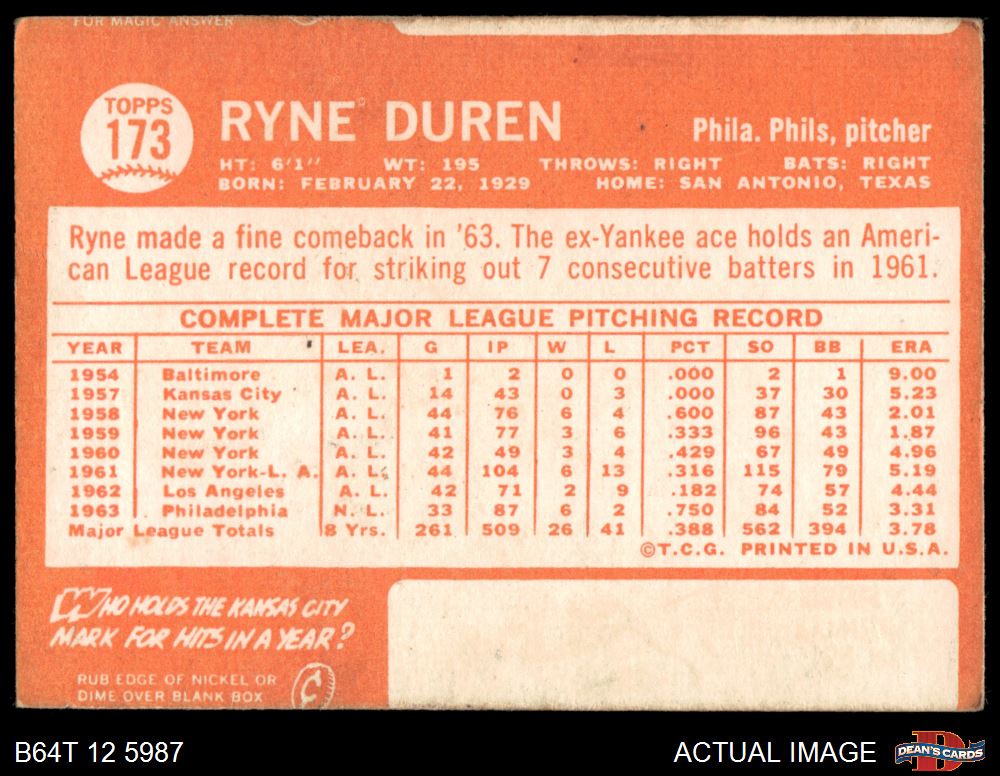 FOR MAGIC ANSWER
TOPPS
173
RYNE DUREN
Phila. Phils, pitcher
HT: 6'1" WT: 195 THROWS: RIGHT BATS: RIGHT
BORN: FEBRUARY 22, 1929 HOME: SAN ANTONIO, TEXAS
Ryne made a fine comeback in '63. The ex-Yankee ace holds an Ameri-
can League record for striking out 7 consecutive batters in 1961.
COMPLETE MAJOR LEAGUE PITCHING RECORD
YEAR TEAM LEA. G IP W L PCT SO BB ERA
1954 Baltimore A. L. 1 2 0 0 .000 2 1 9.00
1957 Kansas City A. L. 14 43 0 3 .000 37 30 5.23
1958 New York A. L. 44 76 6 4 .600 87 43 2.01
1959 New York A. L. 41 77 3 6 .333 96 43 1.87
1960 New York A. L. 42 49 3 4 .429 67 49 4.96
1961 New York-L. A. A. L. 44 104 6 13 .316 115 79 5.19
1962 Los Angeles A. L. 42 71 2 9 .182 74 57 4.44
1963 Philadelphia N. L. 33 87 6 2 .750 84 52 3.31
Major League Totals 8 Yrs. 261 509 26 41 .388 562 394 3.78
©T.C.G. PRINTED IN U.S.A.
WHO HOLDS THE KANSAS CITY
MARK FOR HITS IN A YEAR?
RUB EDGE OF NICKEL OR
DIME OVER BLANK BOX
C
B64T 12 5987 ACTUAL IMAGE
D
DEAN'S CARDS